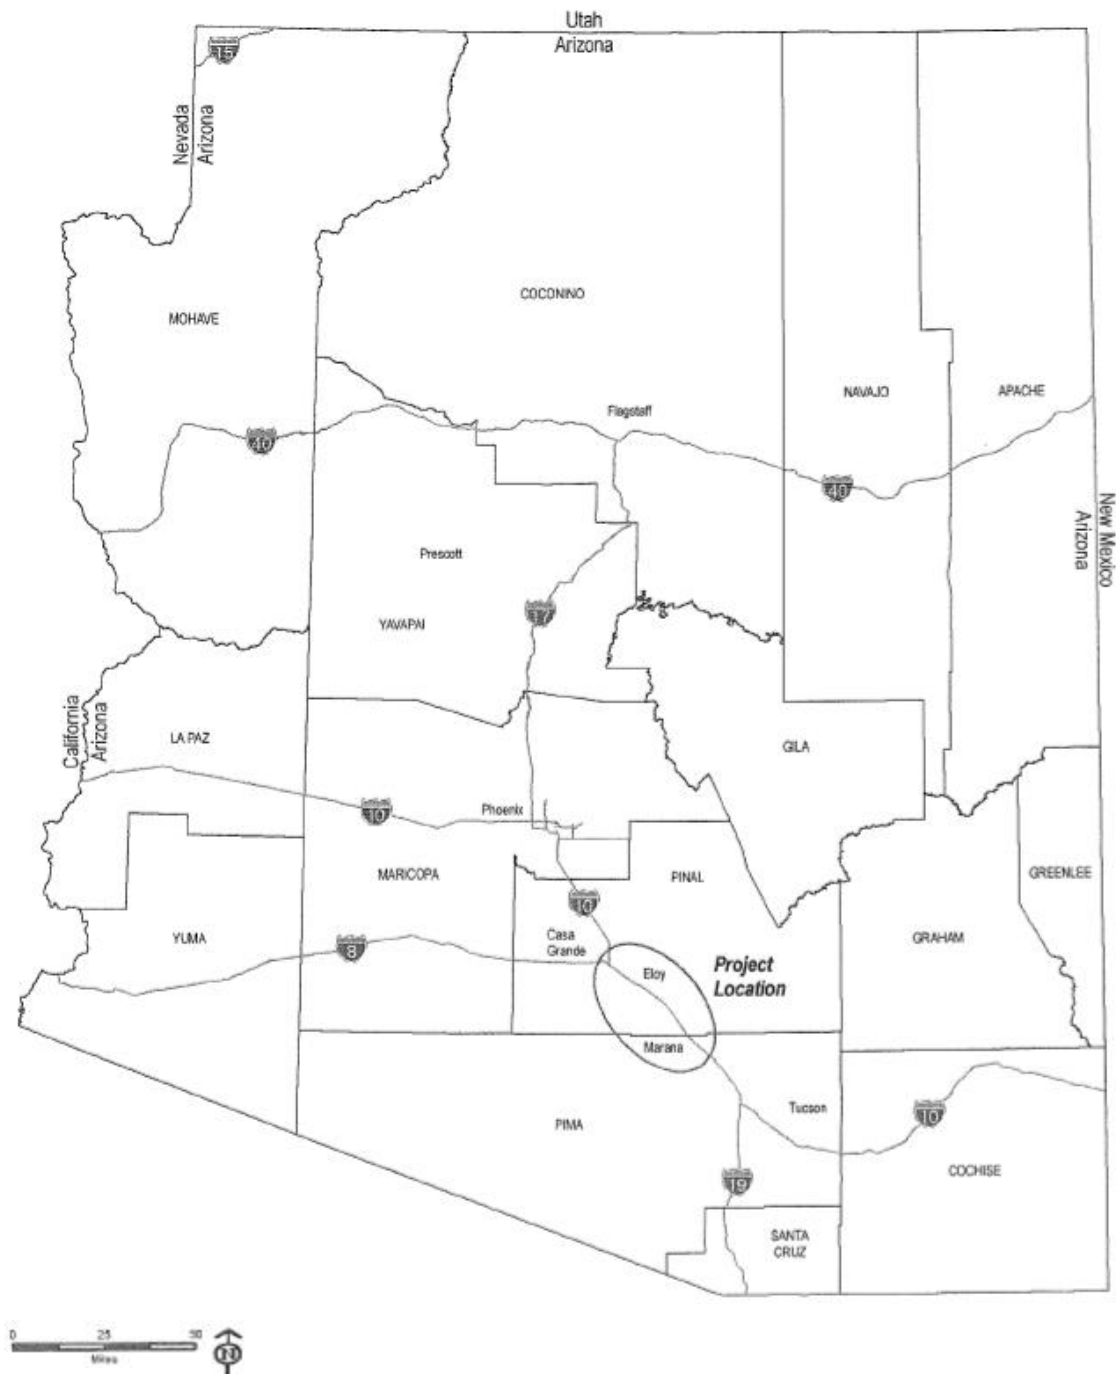 Utah
Arizona
15
Nevada
Arizona
COCONINO
MOHAVE
NAVAJO
APACHE
Flagstaff
40
40
New Mexico
Arizona
Prescott
17
YAVAPAI
California
Arizona
LA PAZ
GILA
Phoenix
10
MARICOPA
PINAL
GREENLEE
10
Casa
Grande
YUMA
8
GRAHAM
Eloy
Project
Location
Marana
Tucson
10
PIMA
COCHISE
19
SANTA
CRUZ
0 25 50
Miles
N